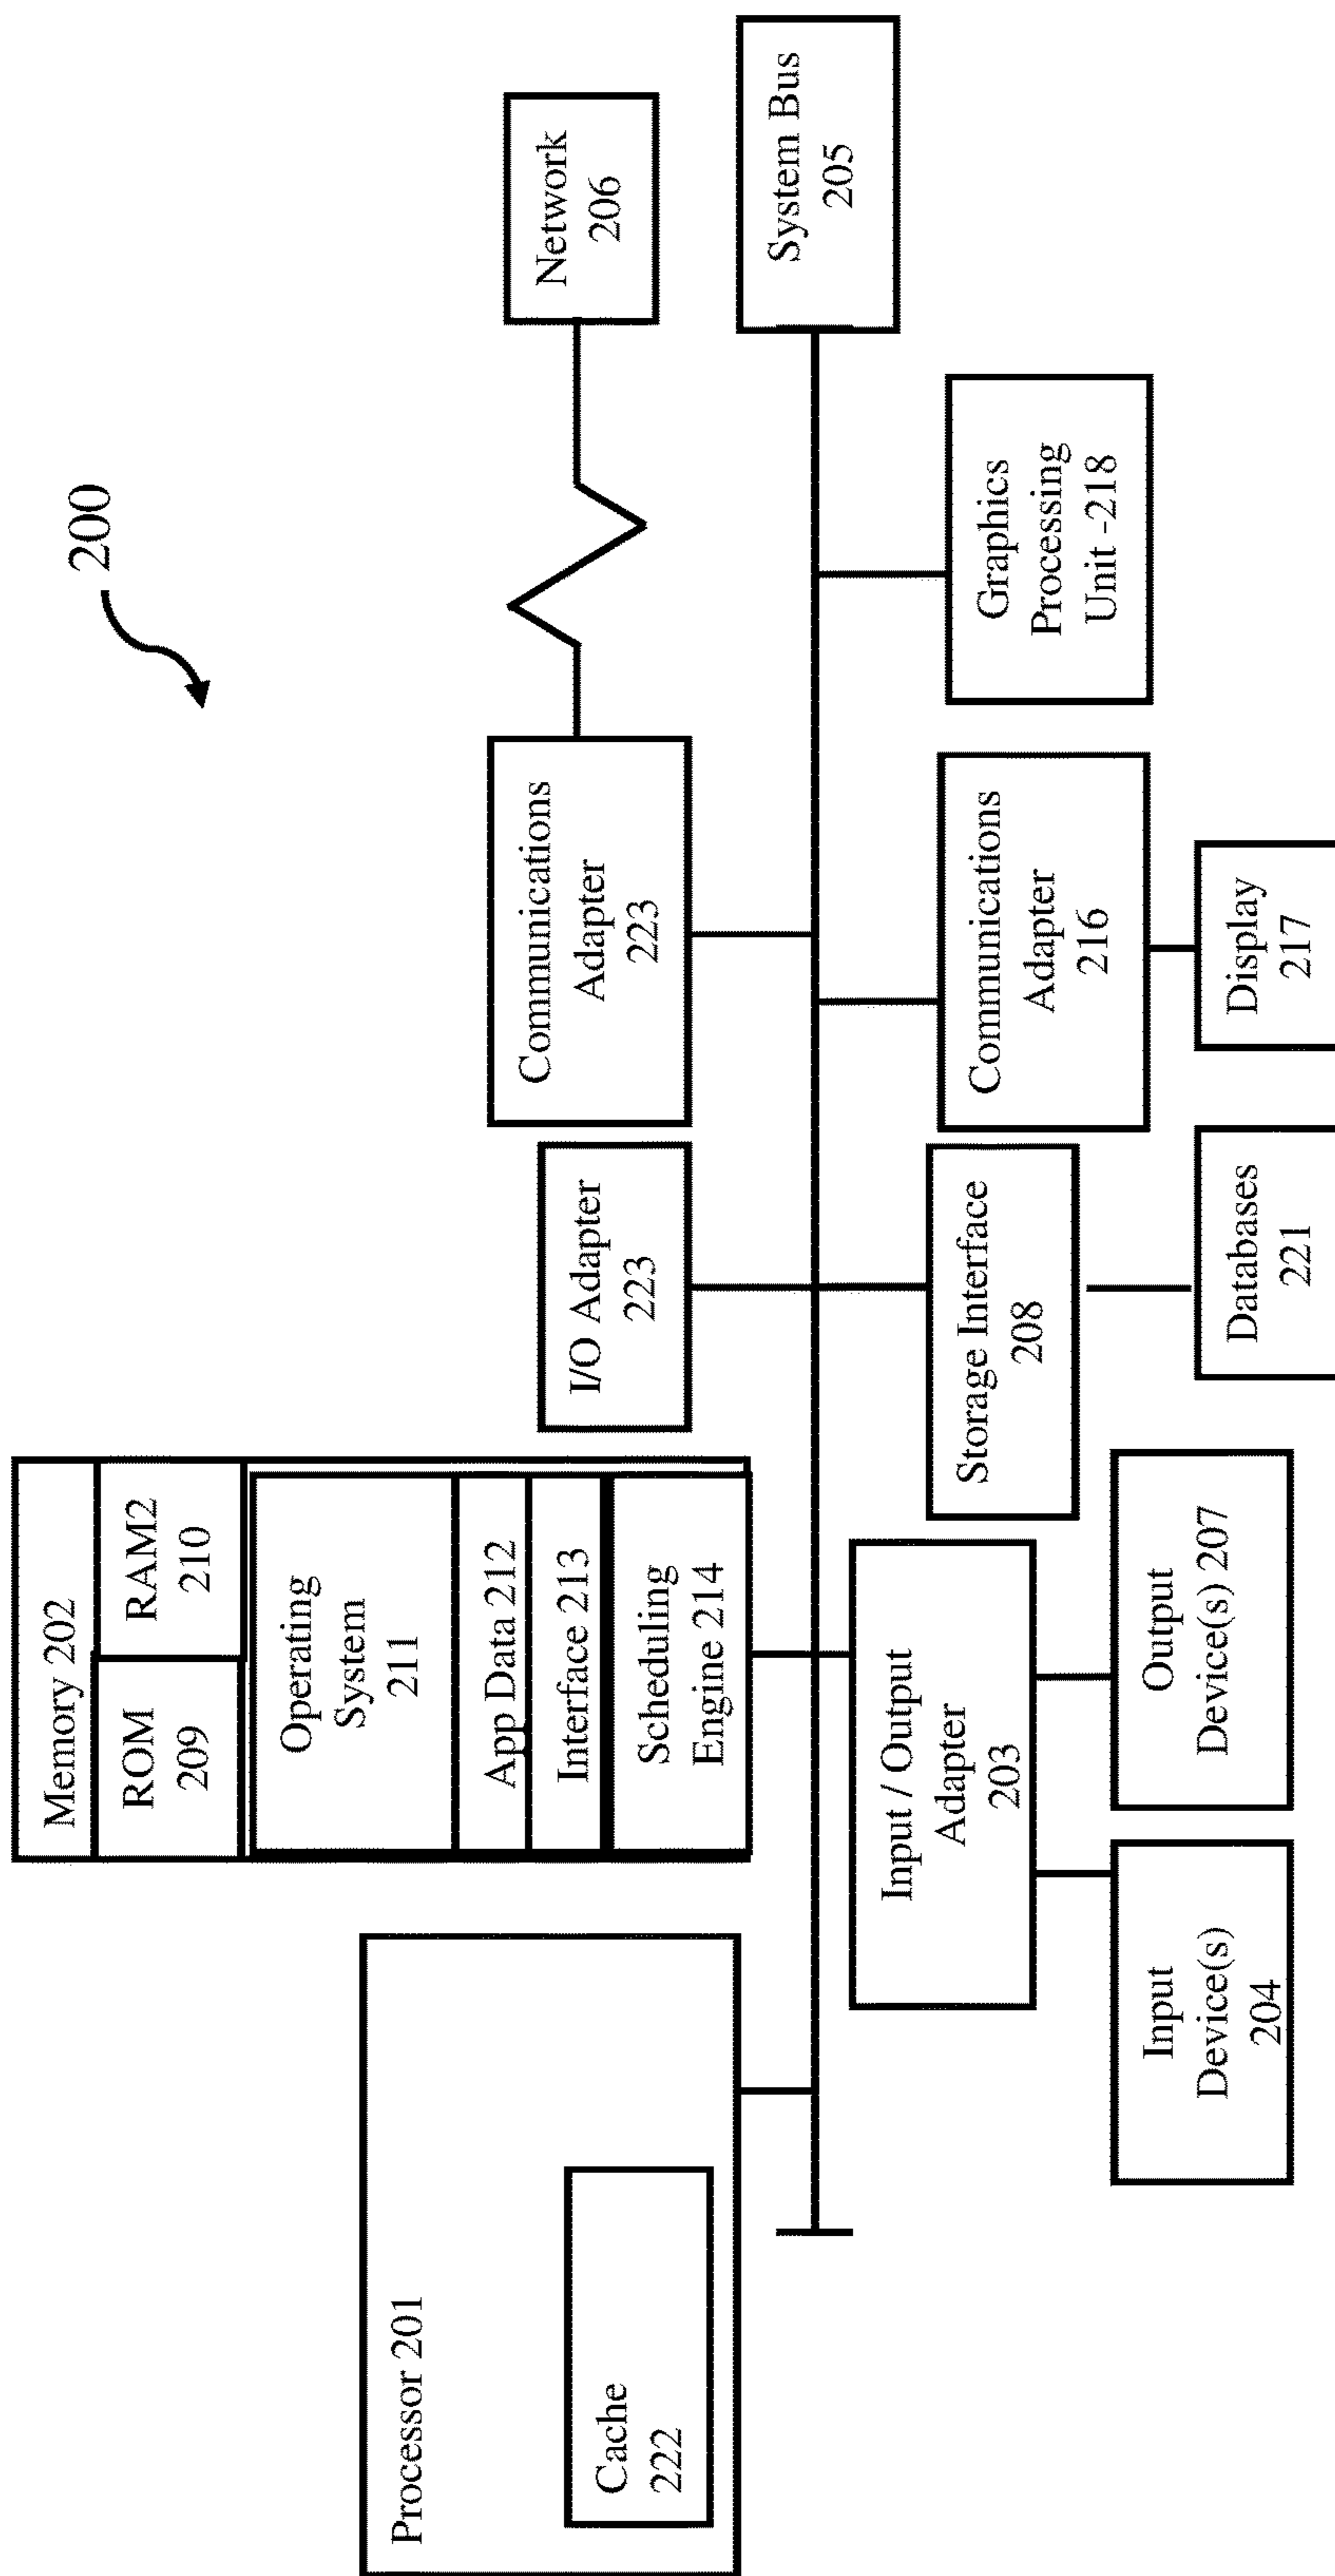 200
Processor 201
Cache
222
Memory 202
ROM
209
RAM2
210
Operating
System
211
App Data 212
Interface 213
Scheduling
Engine 214
I/O Adapter
223
Communications
Adapter
223
Network
206
System Bus
205
Input / Output
Adapter
203
Input
Device(s)
204
Output
Device(s) 207
Storage Interface
208
Databases
221
Communications
Adapter
216
Display
217
Graphics
Processing
Unit -218